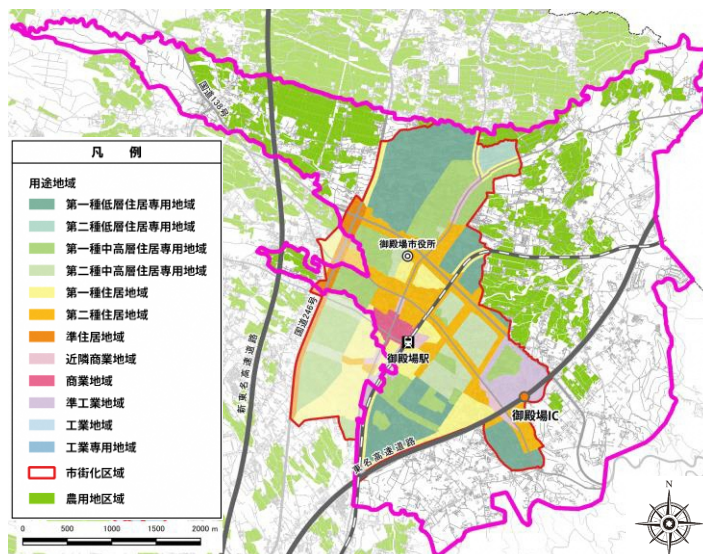 国道138号
凡 例
用途地域
第一種低層住居専用地域
第二種低層住居専用地域
第一種中高層住居専用地域
第二種中高層住居専用地域
第一種住居地域
第二種住居地域
準住居地域
近隣商業地域
商業地域
準工業地域
工業地域
工業専用地域
市街化区域
農用地区域
0 500 1000 1500 2000 m
御殿場市役所
国道246号
御殿場駅
新東名高速道路
御殿場IC
東名高速道路
N